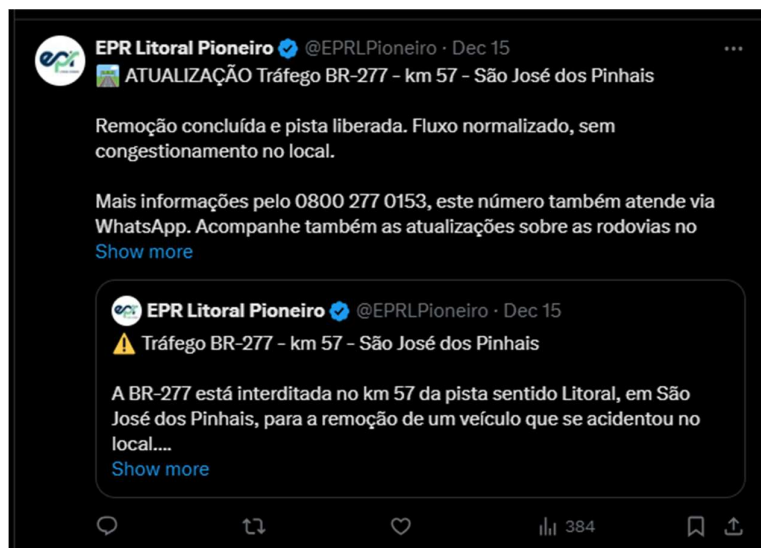 EPR Litoral Pioneiro @EPRLPioneiro · Dec 15
ATUALIZAÇÃO Tráfego BR-277 - km 57 - São José dos Pinhais
Remoção concluída e pista liberada. Fluxo normalizado, sem
congestionamento no local.
Mais informações pelo 0800 277 0153, este número também atende via
WhatsApp. Acompanhe também as atualizações sobre as rodovias no
Show more
EPR Litoral Pioneiro @EPRLPioneiro · Dec 15
⚠️ Tráfego BR-277 - km 57 - São José dos Pinhais
A BR-277 está interditada no km 57 da pista sentido Litoral, em São
José dos Pinhais, para a remoção de um veículo que se acidentou no
local....
Show more
384